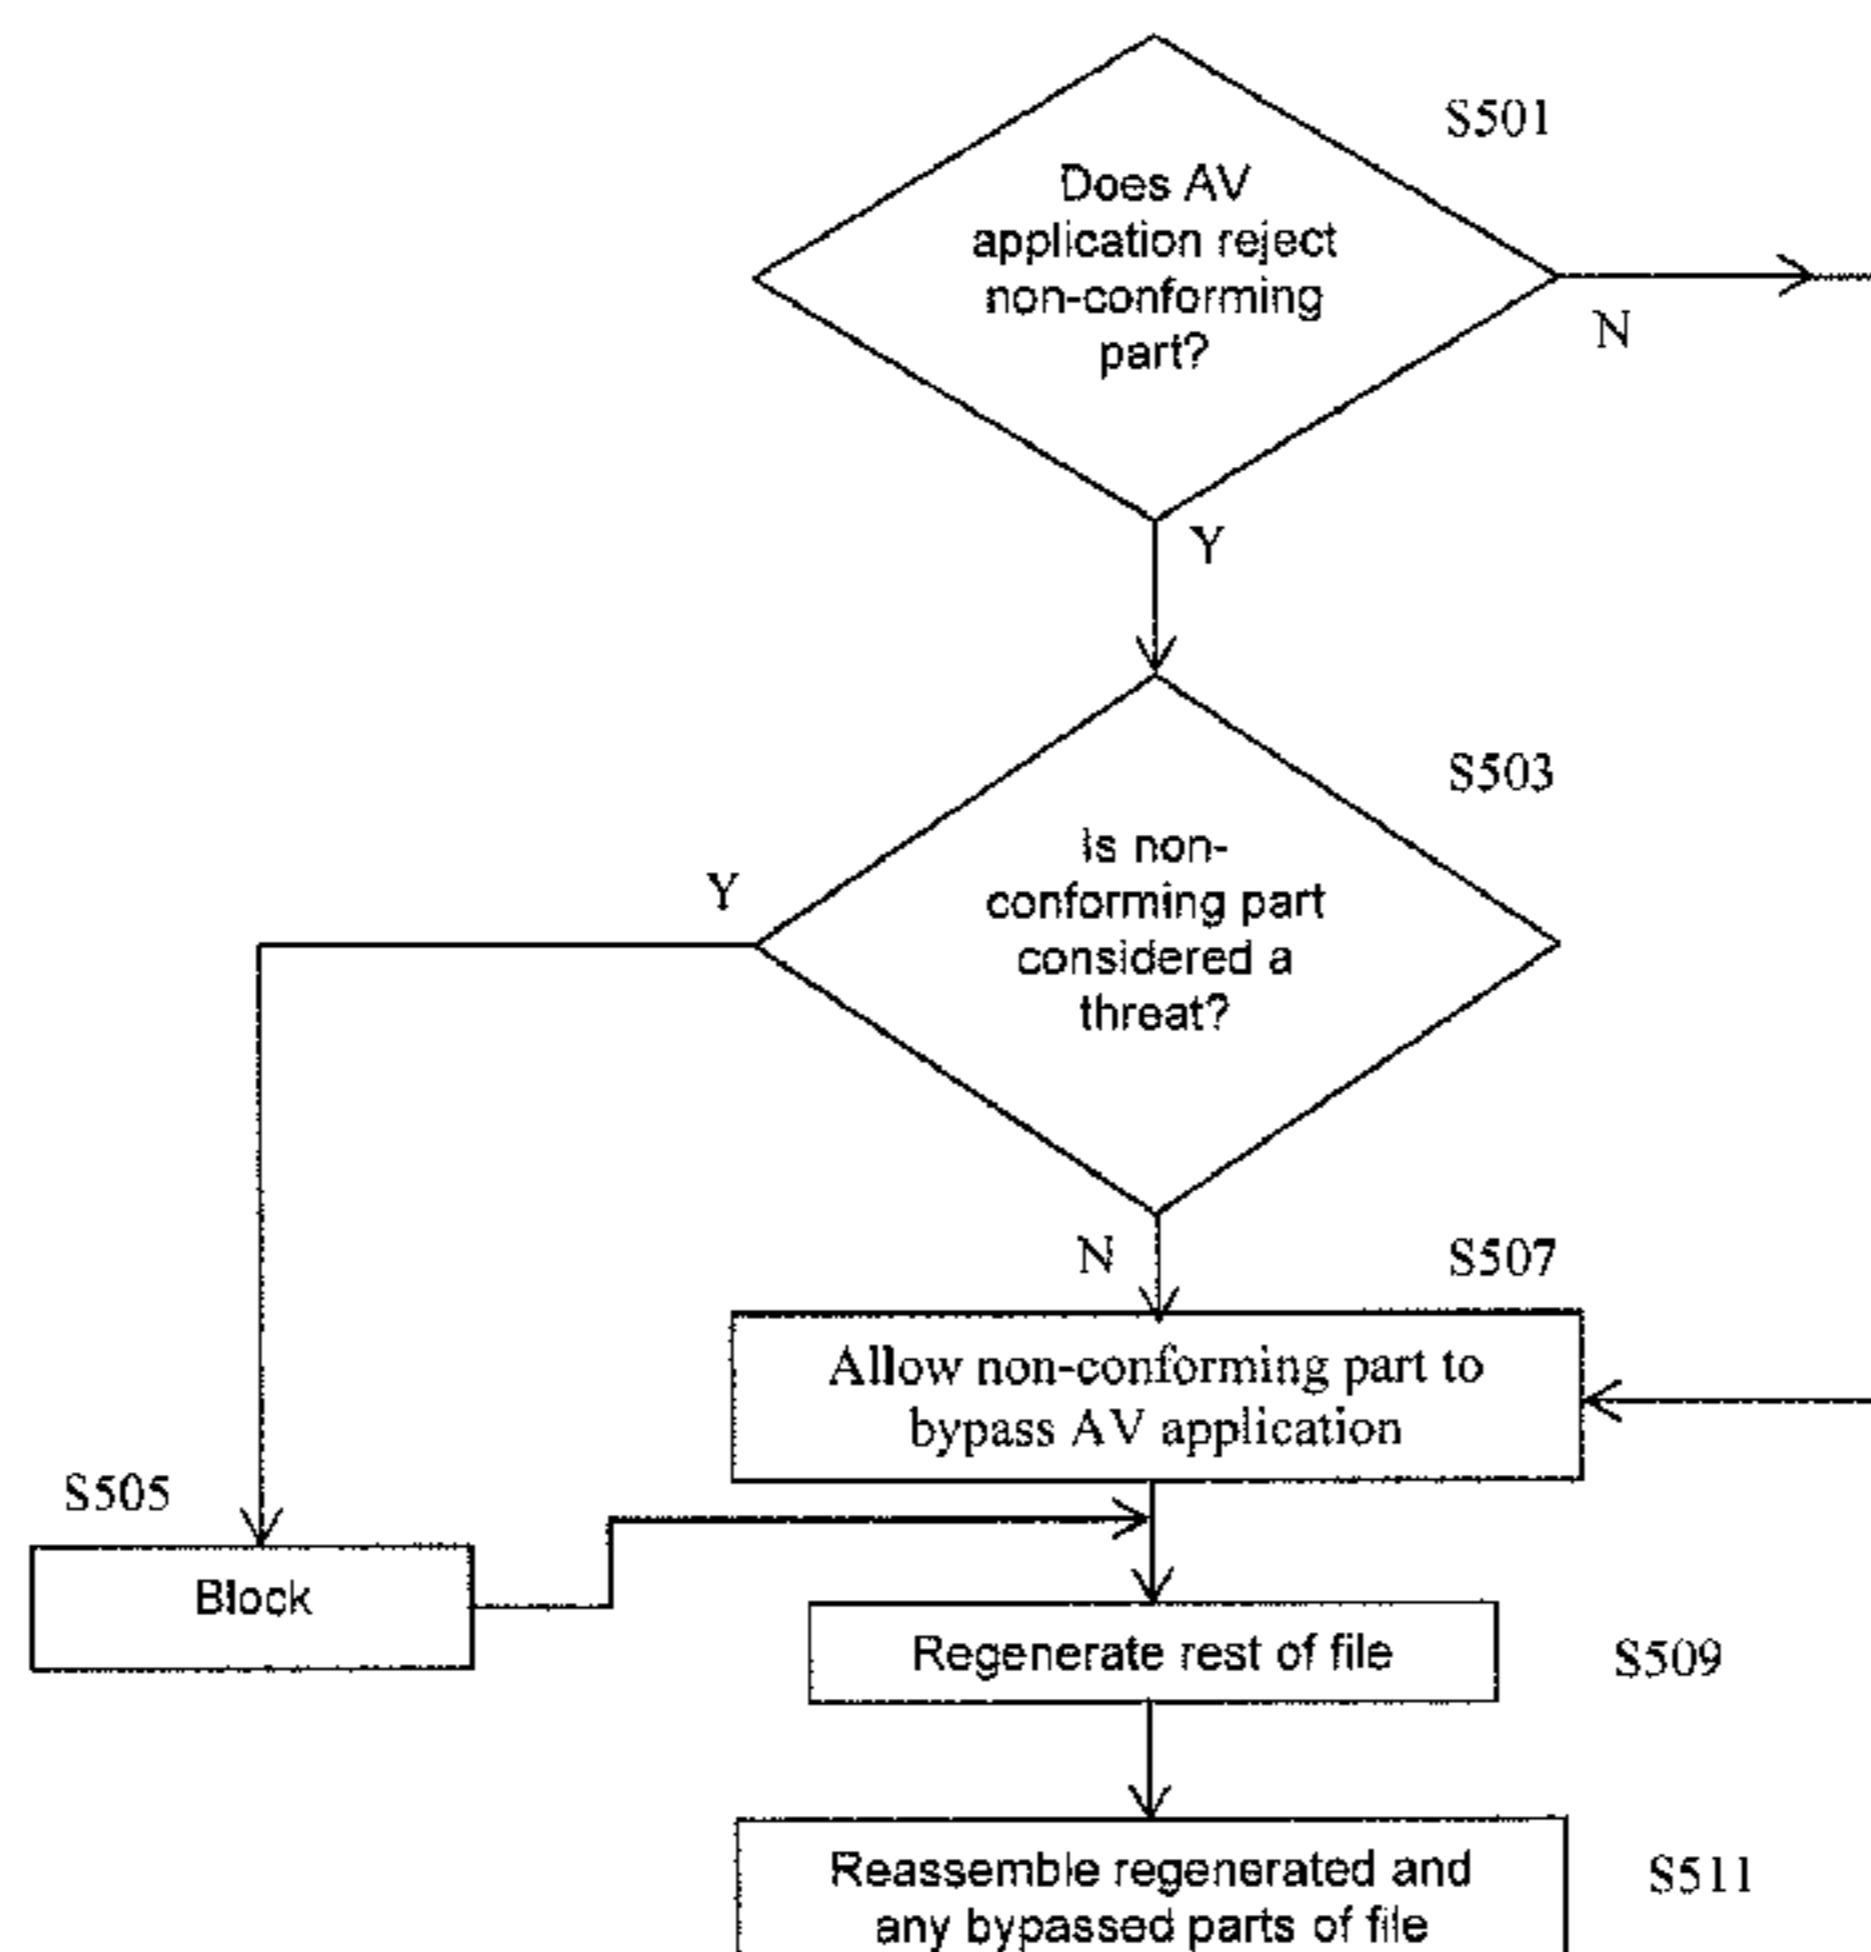 S501
Does AV
application reject
non-conforming
part?
N
Y
S503
Is non-
conforming part
considered a
threat?
Y
N
S507
Allow non-conforming part to
bypass AV application
S505
Block
Regenerate rest of file
S509
Reassemble regenerated and
any bypassed parts of file
S511